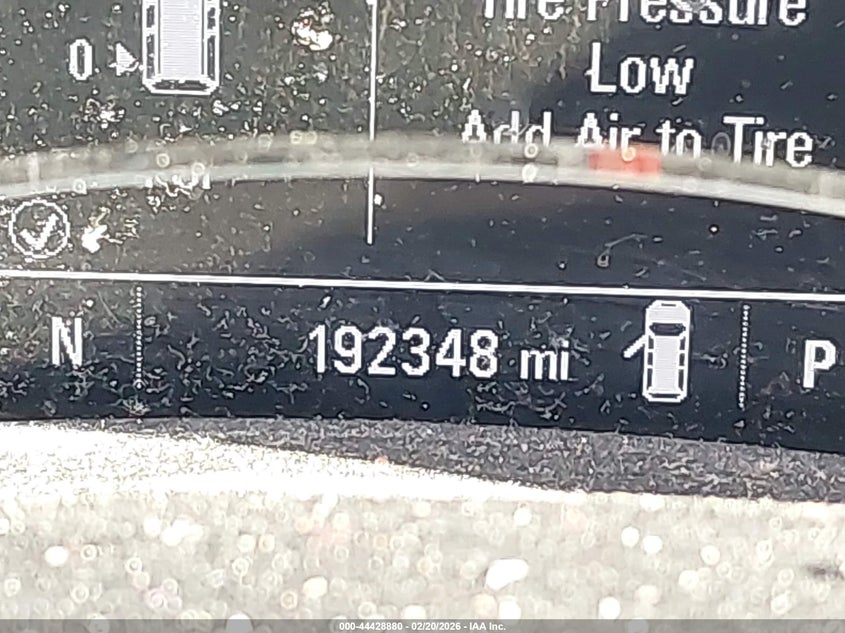 Tire Pressure
0
Low
Add Air to Tire
N
192348 mi
P
000-44428880 - 02/20/2026 - IAA Inc.